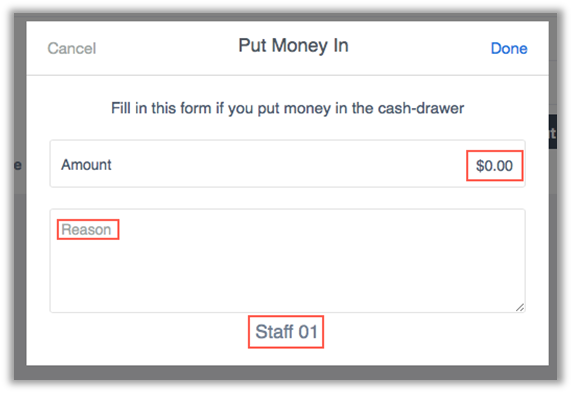 Cancel
Put Money In
Done
Fill in this form if you put money in the cash-drawer
Amount
$0.00
Reason
Staff 01